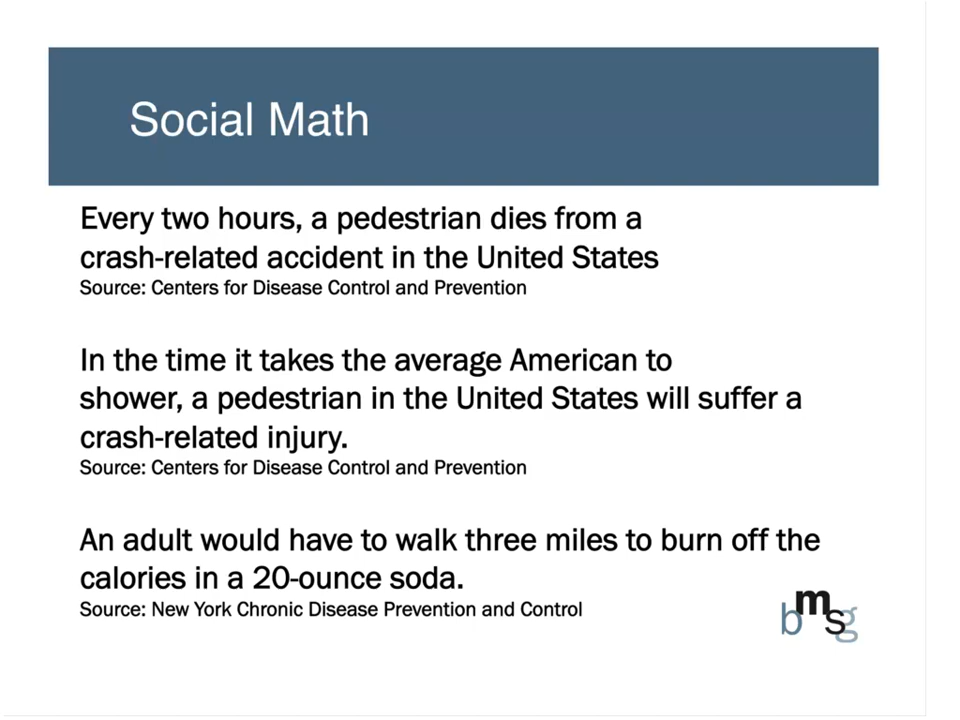 Social Math
Every two hours, a pedestrian dies from a
crash-related accident in the United States
Source: Centers for Disease Control and Prevention
In the time it takes the average American to
shower, a pedestrian in the United States will suffer a
crash-related injury.
Source: Centers for Disease Control and Prevention
An adult would have to walk three miles to burn off the
calories in a 20-ounce soda.
Source: New York Chronic Disease Prevention and Control
bmsg